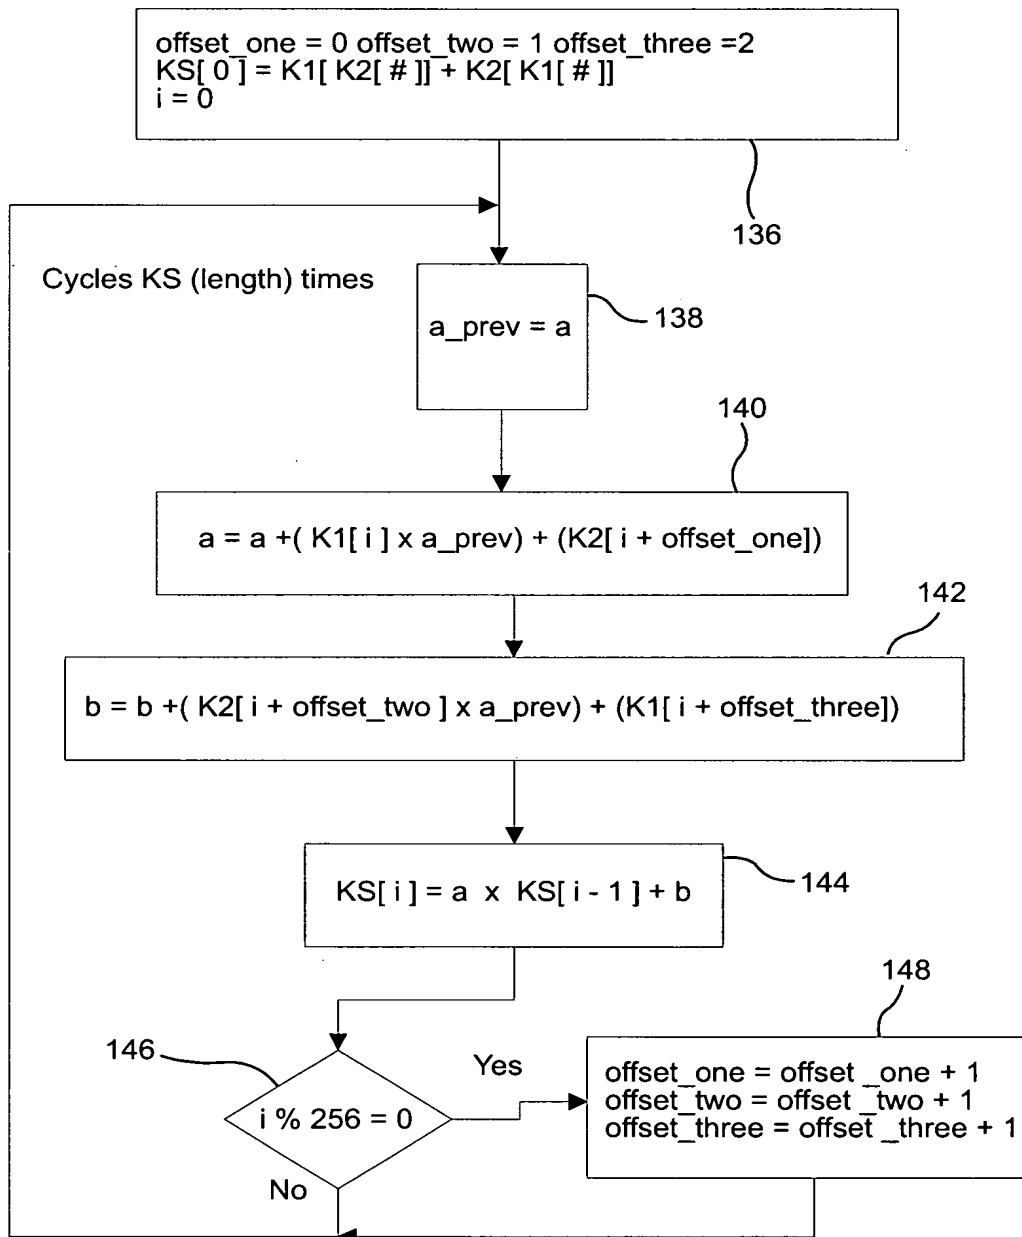 offset_one = 0 offset_two = 1 offset_three =2
KS[ 0 ] = K1[ K2[ # ]] + K2[ K1[ # ]]
i = 0
136
Cycles KS (length) times
a_prev = a
138
140
a = a +( K1[ i ] x a_prev) + (K2[ i + offset_one])
142
b = b +( K2[ i + offset_two ] x a_prev) + (K1[ i + offset_three])
KS[ i ] = a x KS[ i - 1 ] + b
144
148
146
Yes
i % 256 = 0
offset_one = offset _one + 1
offset_two = offset _two + 1
offset_three = offset _three + 1
No